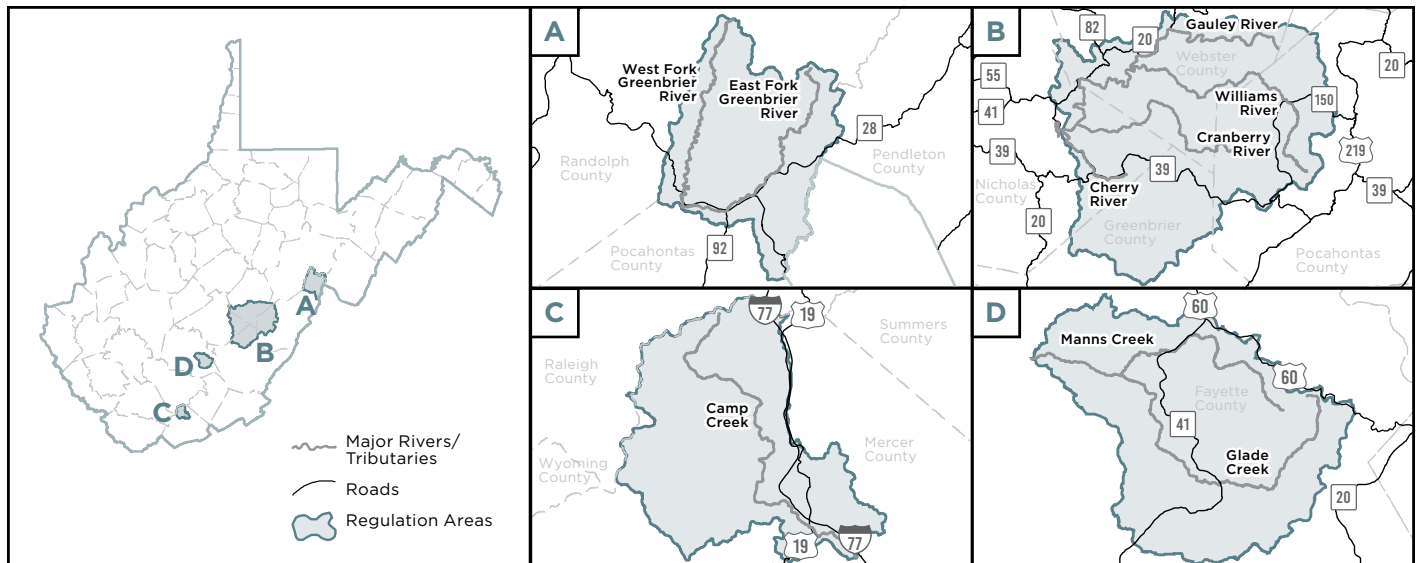 A
B
D
C
Major Rivers/
Tributaries
Roads
Regulation Areas
A
West Fork
Greenbrier
River
East Fork
Greenbrier
River
28
Randolph
County
Pendleton
County
Pocahontas
County
92
B
82
20
Gauley River
Webster
County
20
55
41
Williams
River
150
Cranberry
River
219
39
39
39
Nicholas
County
Cherry
River
20
Greenbrier
County
Pocahontas
County
C
77
19
Summers
County
Raleigh
County
Camp
Creek
Mercer
County
Wyoming
County
19
77
D
60
Manns Creek
60
Fayette
County
41
Glade
Creek
20